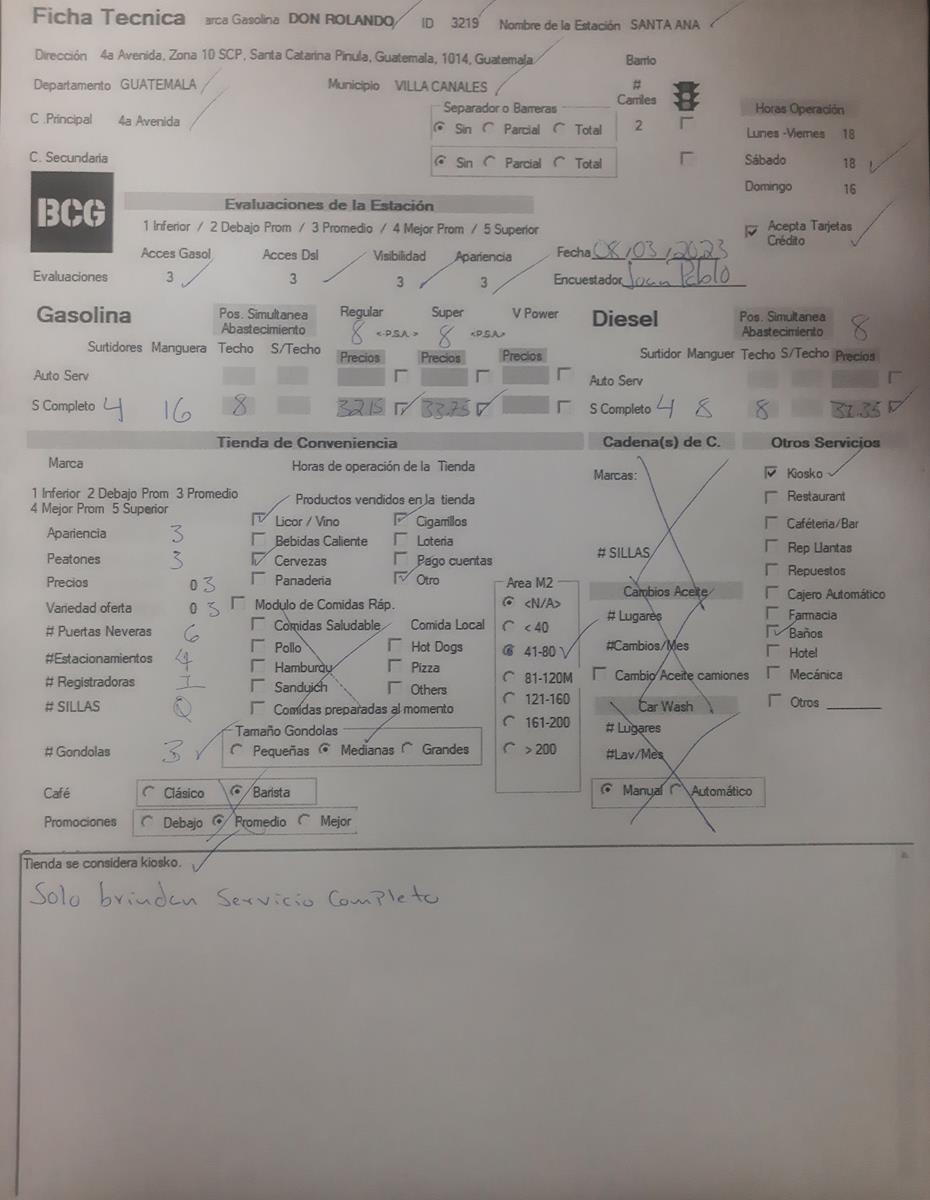 Ficha Tecnica arca Gasolina DON ROLANDO ID 3219 Nombre de la Estación SANTA ANA
Dirección 4a Avenida, Zona 10 SCP, Santa Catarina Pinula, Guatemala, 1014, Guatemala Barrio
Departamento GUATEMALA Municipio VILLA CANALES # Carriles
Separador o Barreras Horas Operación
C .Principal 4a Avenida Sin Parcial Total 2 Lunes -Viernes 18
C. Secundaria Sin Parcial Total Sábado 18
Domingo 16
BCG
Evaluaciones de la Estación
1 Inferior / 2 Debajo Prom / 3 Promedio / 4 Mejor Prom / 5 Superior Acepta Tarjetas Crédito
Acces Gasol Acces Dsl Visibilidad Apariencia Fecha 08/03/2023
Evaluaciones 3 3 3 3 Encuestador Juan Pablo
Gasolina Pos. Simultanea Abastecimiento Regular Super V Power Diesel Pos. Simultanea Abastecimiento 8
8 <-P.S.A.> 8 <-P.S.A.>
Surtidores Manguera Techo S/Techo Precios Precios Precios Surtidor Manguer Techo S/Techo Precios
Auto Serv Auto Serv
S Completo 4 16 8 32.15 33.75 S Completo 4 8 8 31.35
Tienda de Conveniencia Cadena(s) de C. Otros Servicios
Marca Horas de operación de la Tienda Marcas: Kiosko
1 Inferior 2 Debajo Prom 3 Promedio Productos vendidos en la tienda Restaurant
4 Mejor Prom 5 Superior Licor / Vino Cigarrillos Caféteria/Bar
Apariencia 3 Bebidas Caliente Loteria Rep Llantas
Peatones 3 Cervezas Pago cuentas # SILLAS Repuestos
Precios 0 3 Panaderia Otro Area M2 Cambios Aceite Cajero Automático
Variedad oferta 0 3 Modulo de Comidas Ráp. <N/A> # Lugares Farmacia
# Puertas Neveras 6 Comidas Saludable Comida Local < 40 Baños
#Estacionamientos 4 Pollo Hot Dogs 41-80 #Cambios/Mes Hotel
# Registradoras 1 Hamburgu Pizza 81-120M Cambio Aceite camiones Mecánica
# SILLAS 0 Sanduich Others 121-160 Car Wash Otros
Comidas preparadas al momento 161-200 # Lugares
Tamaño Gondolas
# Gondolas 3 Pequeñas Medianas Grandes > 200 #Lav/Mes
Café Clásico Barista Manual Automático
Promociones Debajo Promedio Mejor
Tienda se considera kiosko.
Solo brindan Servicio Completo